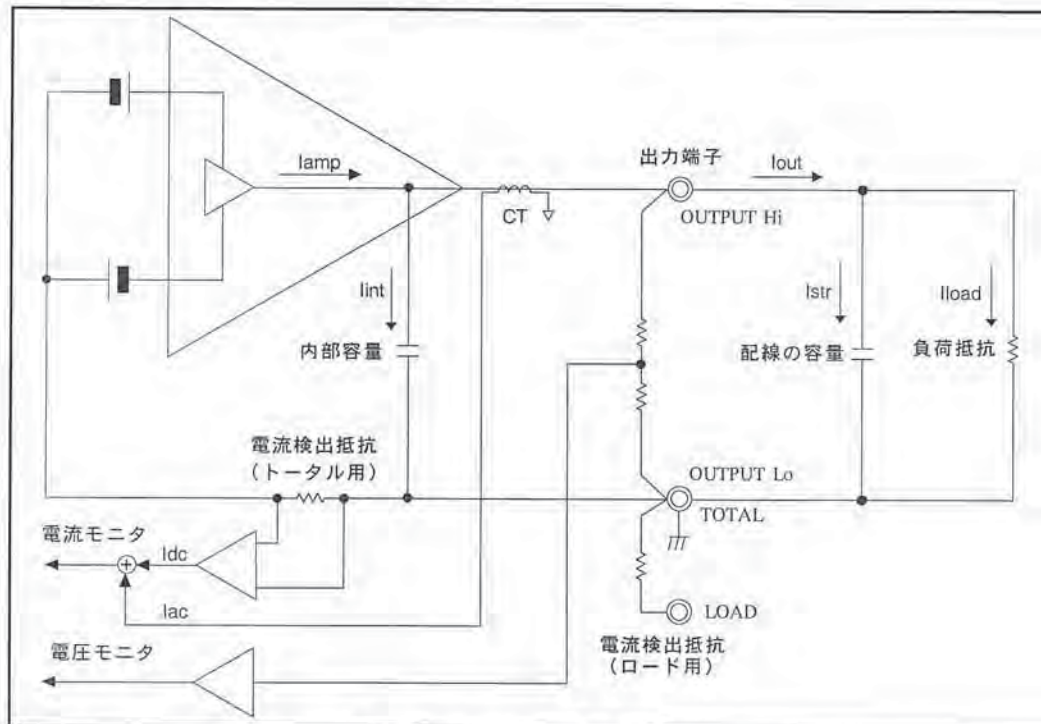 Iamp
出力端子
Iout
OUTPUT Hi
CT
Iint
内部容量
Istr
配線の容量
Iload
負荷抵抗
電流検出抵抗
(トータル用)
OUTPUT Lo
TOTAL
電流モニタ
+
Idc
Iac
LOAD
電流検出抵抗
(ロード用)
電圧モニタ